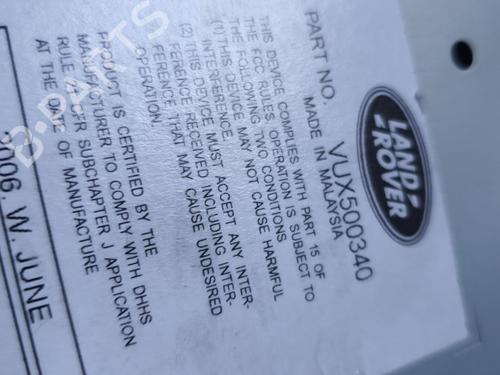 LAND
ROVER
PART NO. VUX500340
MADE IN MALAYSIA
THIS DEVICE COMPLIES WITH PART 15 OF
THE FCC RULES. OPERATION IS SUBJECT TO
THE FOLLOWING TWO CONDITIONS
(1) THIS DEVICE MAY NOT CAUSE HARMFUL
INTERFERENCE.
(2) THIS DEVICE MUST ACCEPT ANY INTER-
FERENCE RECEIVED INCLUDING INTER-
FERENCE THAT MAY CAUSE UNDESIRED
OPERATION.
PRODUCT IS CERTIFIED BY THE
MANUFACTURER TO COMPLY WITH DHHS
RULE SUBCHAPTER J APPLICATION
AT THE DATE OF MANUFACTURE
2006. W. JUNE
B-PARTS